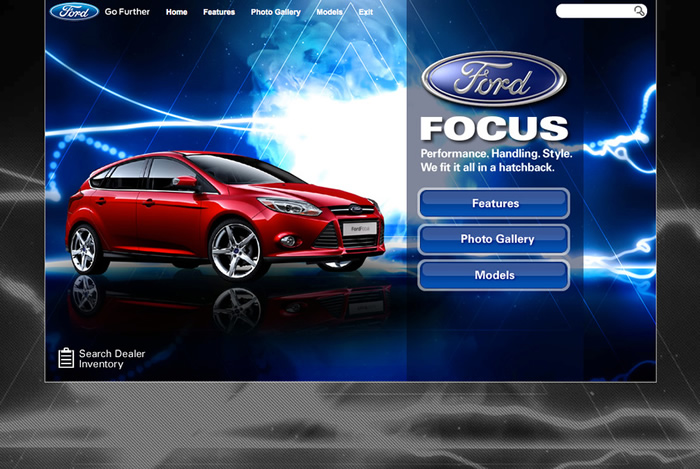 Ford Go Further Home Features Photo Gallery Models Exit
Ford
FOCUS
Performance. Handling. Style.
We fit it all in a hatchback.
Features
Photo Gallery
Models
Search Dealer
Inventory